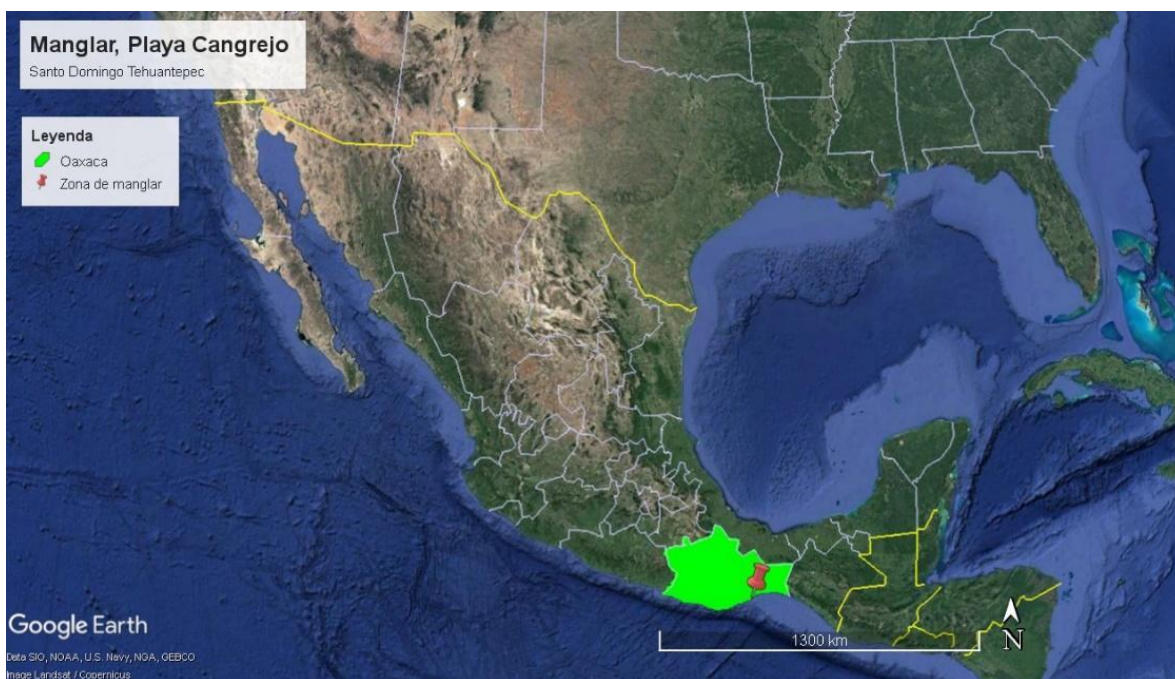 Manglar, Playa Cangrejo
Santo Domingo Tehuantepec
Leyenda
Oaxaca
Zona de manglar
1300 km
N
Google Earth
Data SIO, NOAA, U.S. Navy, NGA, GEBCO
Image Landsat / Copernicus